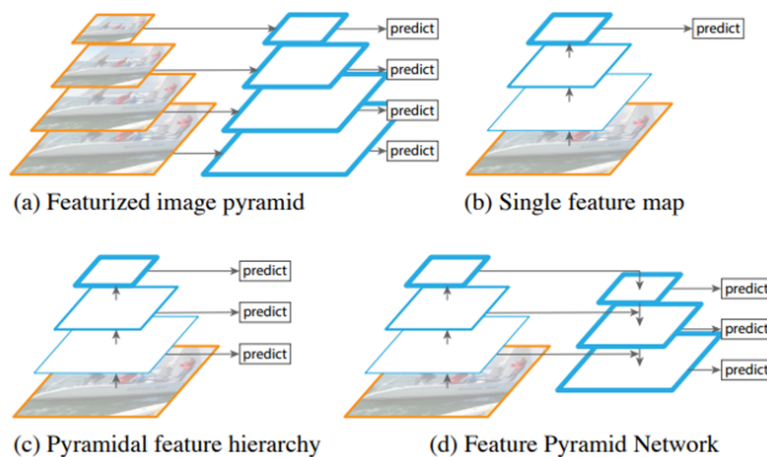 predict
predict
predict
predict
predict
(a) Featurized image pyramid
(b) Single feature map
predict
predict
predict
predict
predict
predict
(c) Pyramidal feature hierarchy
(d) Feature Pyramid Network